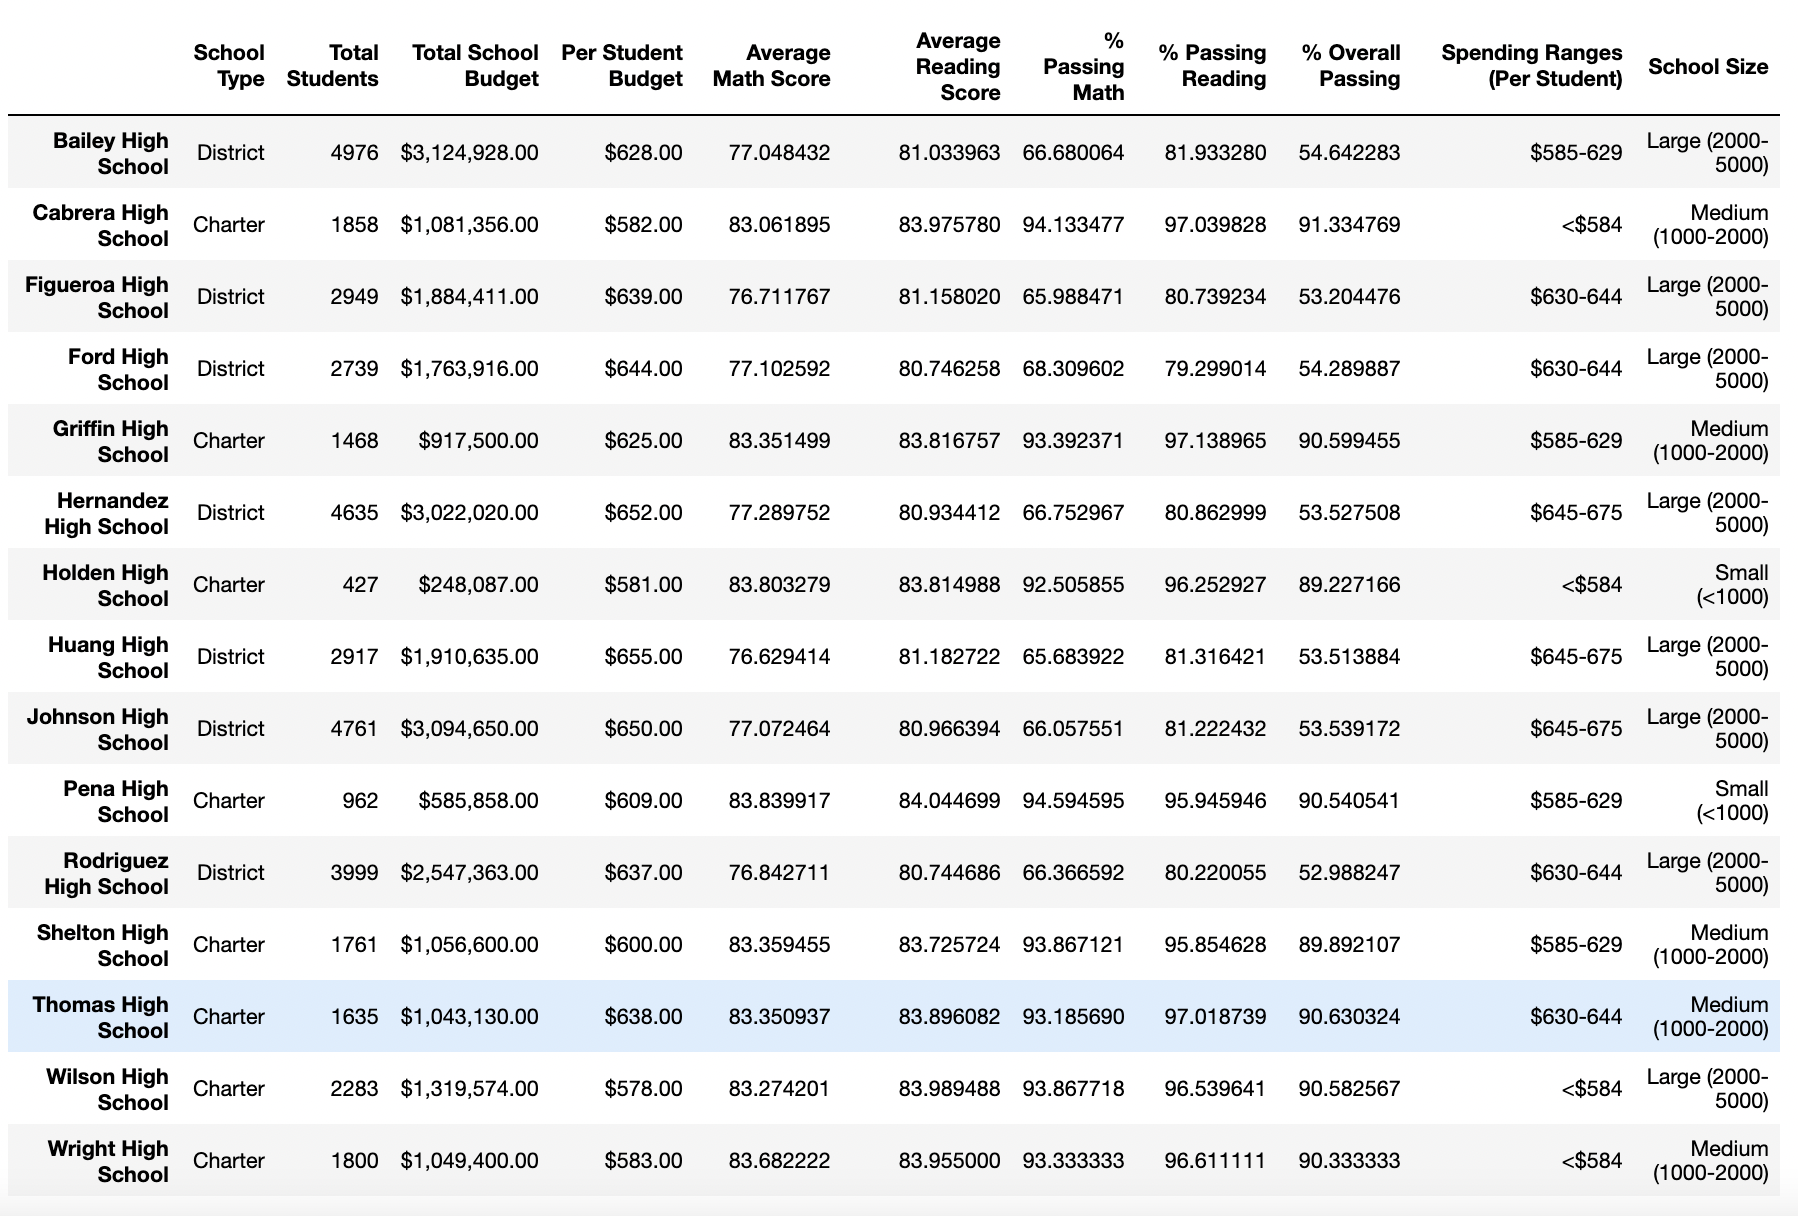 School Type Total Students Total School Budget Per Student Budget Average Math Score Average Reading Score % Passing Math % Passing Reading % Overall Passing Spending Ranges (Per Student) School Size
Bailey High School District 4976 $3,124,928.00 $628.00 77.048432 81.033963 66.680064 81.933280 54.642283 $585-629 Large (2000-5000)
Cabrera High School Charter 1858 $1,081,356.00 $582.00 83.061895 83.975780 94.133477 97.039828 91.334769 <$584 Medium (1000-2000)
Figueroa High School District 2949 $1,884,411.00 $639.00 76.711767 81.158020 65.988471 80.739234 53.204476 $630-644 Large (2000-5000)
Ford High School District 2739 $1,763,916.00 $644.00 77.102592 80.746258 68.309602 79.299014 54.289887 $630-644 Large (2000-5000)
Griffin High School Charter 1468 $917,500.00 $625.00 83.351499 83.816757 93.392371 97.138965 90.599455 $585-629 Medium (1000-2000)
Hernandez High School District 4635 $3,022,020.00 $652.00 77.289752 80.934412 66.752967 80.862999 53.527508 $645-675 Large (2000-5000)
Holden High School Charter 427 $248,087.00 $581.00 83.803279 83.814988 92.505855 96.252927 89.227166 <$584 Small (<1000)
Huang High School District 2917 $1,910,635.00 $655.00 76.629414 81.182722 65.683922 81.316421 53.513884 $645-675 Large (2000-5000)
Johnson High School District 4761 $3,094,650.00 $650.00 77.072464 80.966394 66.057551 81.222432 53.539172 $645-675 Large (2000-5000)
Pena High School Charter 962 $585,858.00 $609.00 83.839917 84.044699 94.594595 95.945946 90.540541 $585-629 Small (<1000)
Rodriguez High School District 3999 $2,547,363.00 $637.00 76.842711 80.744686 66.366592 80.220055 52.988247 $630-644 Large (2000-5000)
Shelton High School Charter 1761 $1,056,600.00 $600.00 83.359455 83.725724 93.867121 95.854628 89.892107 $585-629 Medium (1000-2000)
Thomas High School Charter 1635 $1,043,130.00 $638.00 83.350937 83.896082 93.185690 97.018739 90.630324 $630-644 Medium (1000-2000)
Wilson High School Charter 2283 $1,319,574.00 $578.00 83.274201 83.989488 93.867718 96.539641 90.582567 <$584 Large (2000-5000)
Wright High School Charter 1800 $1,049,400.00 $583.00 83.682222 83.955000 93.333333 96.611111 90.333333 <$584 Medium (1000-2000)